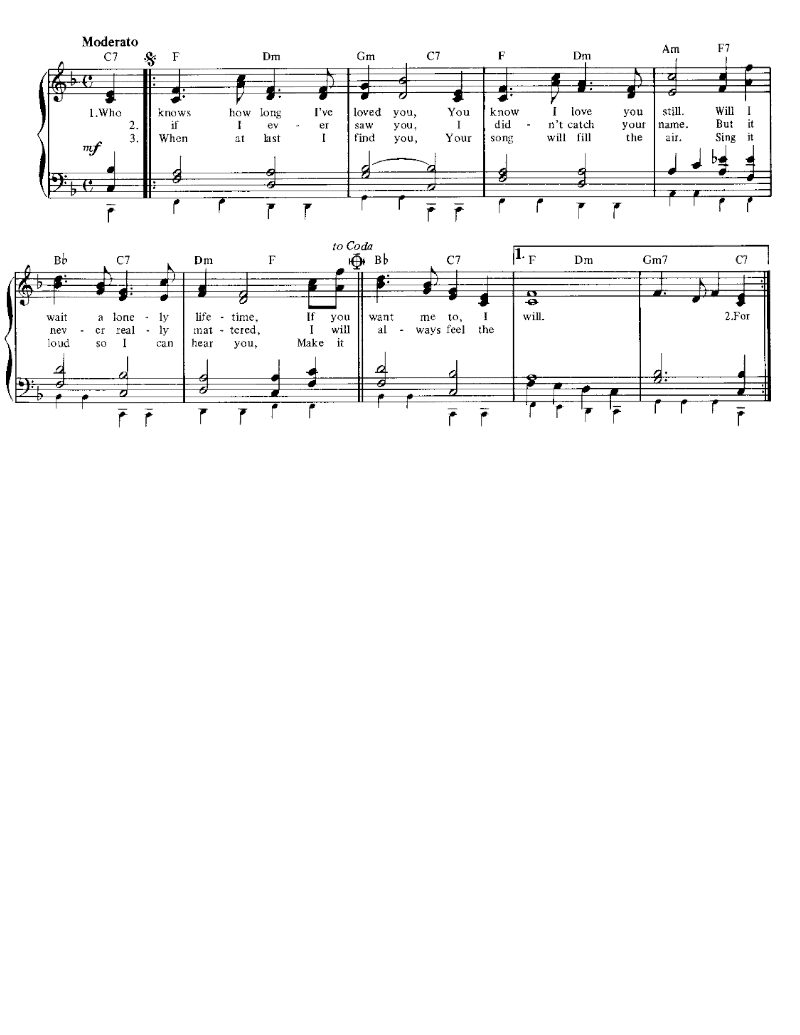 Moderato
C7 F Dm Gm C7 F Dm Am F7
1.Who knows how long I've loved you, You know I love you still. Will I
2. if I ev - er saw you, I did - n't catch your name. But it
3. When at last I find you, Your song will fill the air. Sing it
mf
to Coda
B♭ C7 Dm F B♭ C7 1. F Dm Gm7 C7
wait a lone - ly life - time, If you want me to, I will. 2.For
nev - er real - ly mat - tered, I will al - ways feel the
loud so I can hear you, Make it